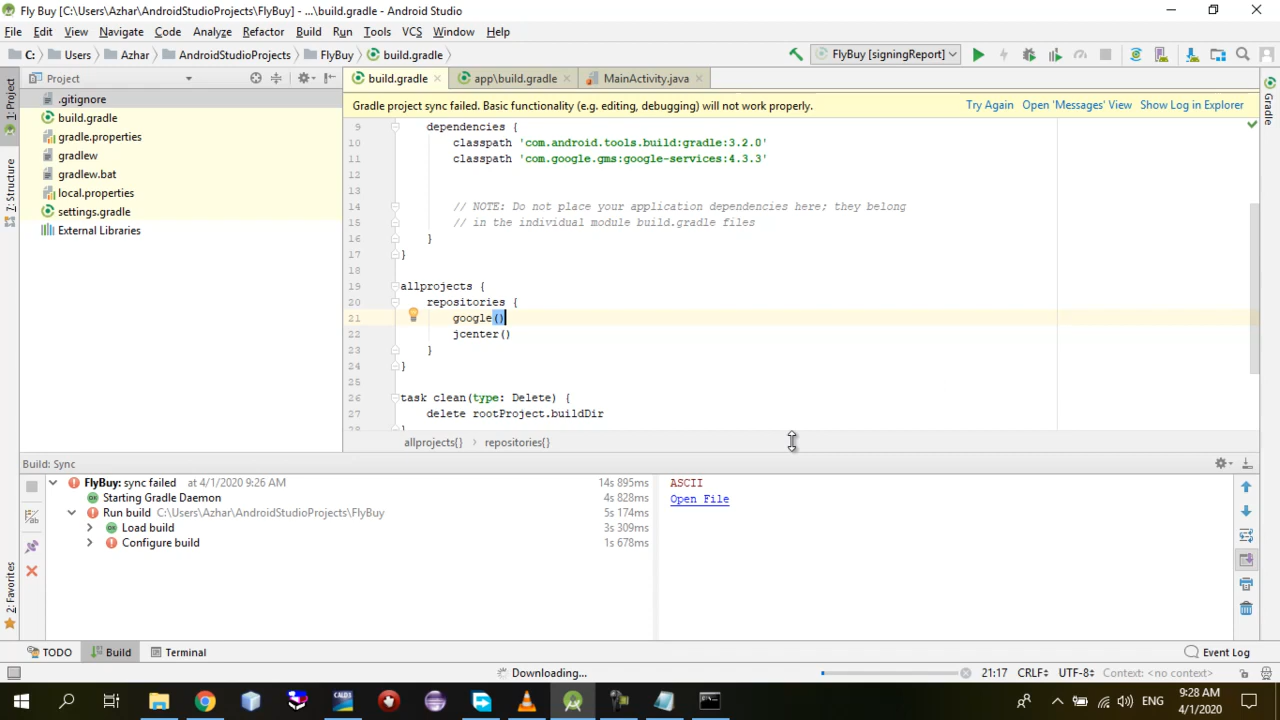 Fly Buy [C:\Users\Azhar\AndroidStudioProjects\FlyBuy] - ...\build.gradle - Android Studio
File Edit View Navigate Code Analyze Refactor Build Run Tools VCS Window Help
C: Users Azhar AndroidStudioProjects FlyBuy build.gradle
FlyBuy [signingReport]
Project
build.gradle
app\build.gradle
MainActivity.java
1: Project
Z: Structure
2: Favorites
Gradle
.gitignore
build.gradle
gradle.properties
gradlew
gradlew.bat
local.properties
settings.gradle
External Libraries
Gradle project sync failed. Basic functionality (e.g. editing, debugging) will not work properly.
Try Again Open 'Messages' View Show Log in Explorer
9 dependencies {
10 classpath 'com.android.tools.build:gradle:3.2.0'
11 classpath 'com.google.gms:google-services:4.3.3'
12
13
14 // NOTE: Do not place your application dependencies here; they belong
15 // in the individual module build.gradle files
16 }
17 }
18
19 allprojects {
20 repositories {
21 google()
22 jcenter()
23 }
24 }
25
26 task clean(type: Delete) {
27 delete rootProject.buildDir
28 }
allprojects{} › repositories{}
Build: Sync
FlyBuy: sync failed at 4/1/2020 9:26 AM 14s 895ms
Starting Gradle Daemon 4s 828ms
Run build C:\Users\Azhar\AndroidStudioProjects\FlyBuy 5s 174ms
Load build 3s 309ms
Configure build 1s 678ms
ASCII
Open File
TODO Build Terminal Event Log
Downloading... 21:17 CRLF UTF-8 Context: <no context>
ENG
9:28 AM
4/1/2020